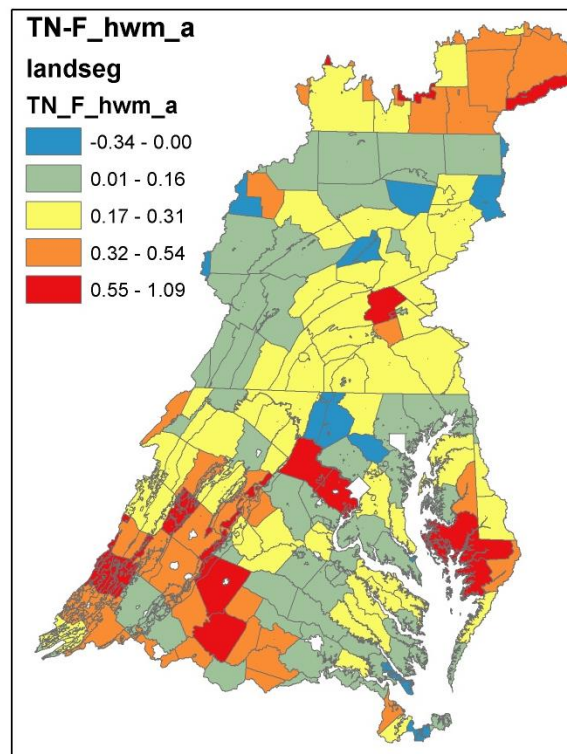 TN-F_hwm_a
landseg
TN_F_hwm_a
-0.34 - 0.00
0.01 - 0.16
0.17 - 0.31
0.32 - 0.54
0.55 - 1.09